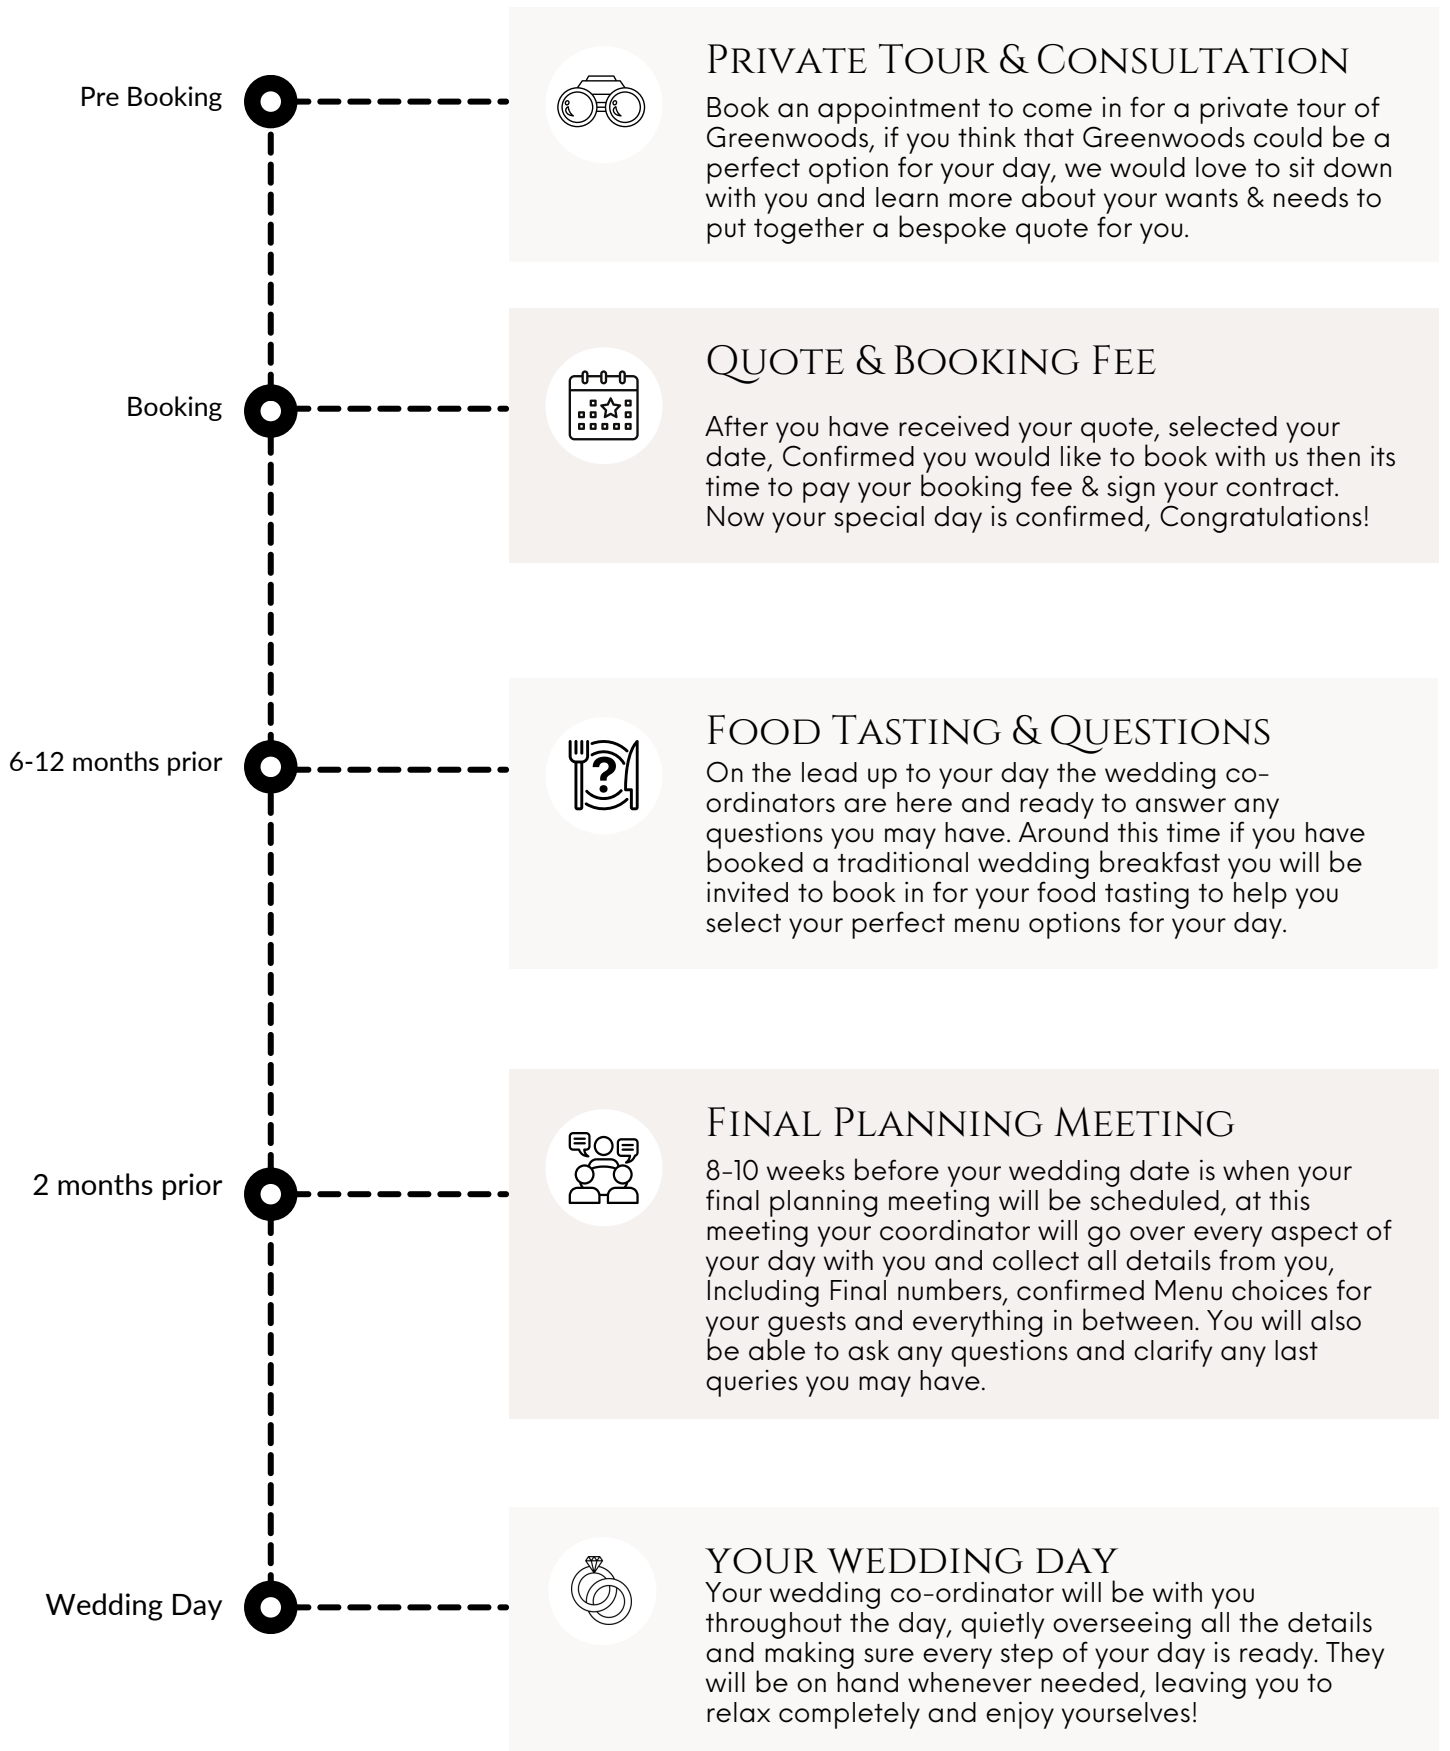 Pre Booking
PRIVATE TOUR & CONSULTATION
Book an appointment to come in for a private tour of
Greenwoods, if you think that Greenwoods could be a
perfect option for your day, we would love to sit down
with you and learn more about your wants & needs to
put together a bespoke quote for you.
Booking
QUOTE & BOOKING FEE
After you have received your quote, selected your
date, Confirmed you would like to book with us then its
time to pay your booking fee & sign your contract.
Now your special day is confirmed, Congratulations!
6-12 months prior
FOOD TASTING & QUESTIONS
On the lead up to your day the wedding co-
ordinators are here and ready to answer any
questions you may have. Around this time if you have
booked a traditional wedding breakfast you will be
invited to book in for your food tasting to help you
select your perfect menu options for your day.
?
2 months prior
FINAL PLANNING MEETING
8-10 weeks before your wedding date is when your
final planning meeting will be scheduled, at this
meeting your coordinator will go over every aspect of
your day with you and collect all details from you,
Including Final numbers, confirmed Menu choices for
your guests and everything in between. You will also
be able to ask any questions and clarify any last
queries you may have.
Wedding Day
YOUR WEDDING DAY
Your wedding co-ordinator will be with you
throughout the day, quietly overseeing all the details
and making sure every step of your day is ready. They
will be on hand whenever needed, leaving you to
relax completely and enjoy yourselves!